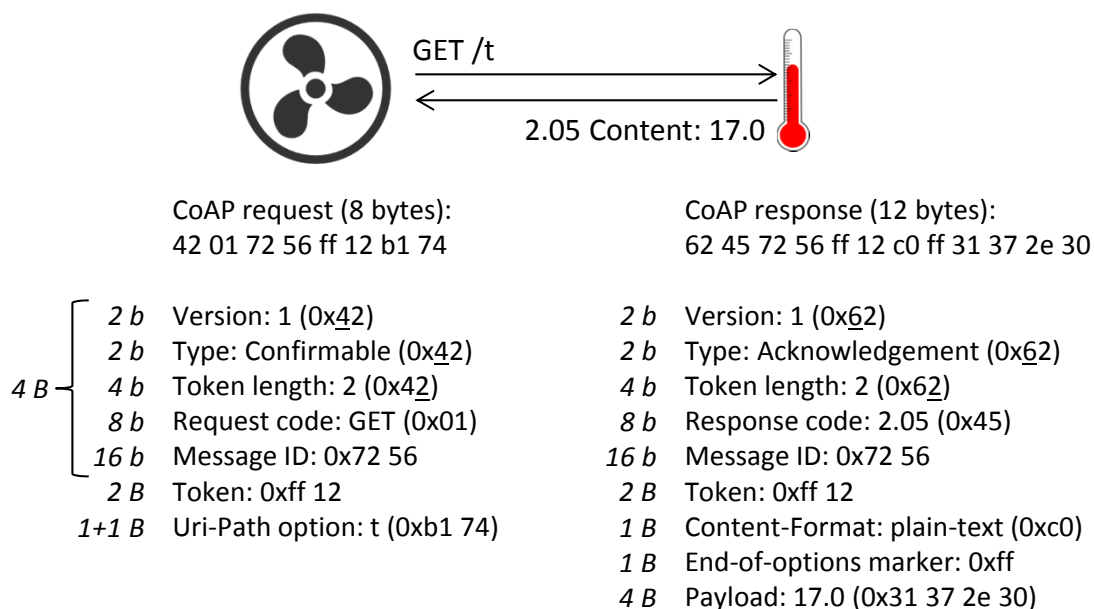 GET /t
2.05 Content: 17.0
CoAP request (8 bytes):
42 01 72 56 ff 12 b1 74
4 B
2 b Version: 1 (0x42)
2 b Type: Confirmable (0x42)
4 b Token length: 2 (0x42)
8 b Request code: GET (0x01)
16 b Message ID: 0x72 56
2 B Token: 0xff 12
1+1 B Uri-Path option: t (0xb1 74)
CoAP response (12 bytes):
62 45 72 56 ff 12 c0 ff 31 37 2e 30
2 b Version: 1 (0x62)
2 b Type: Acknowledgement (0x62)
4 b Token length: 2 (0x62)
8 b Response code: 2.05 (0x45)
16 b Message ID: 0x72 56
2 B Token: 0xff 12
1 B Content-Format: plain-text (0xc0)
1 B End-of-options marker: 0xff
4 B Payload: 17.0 (0x31 37 2e 30)